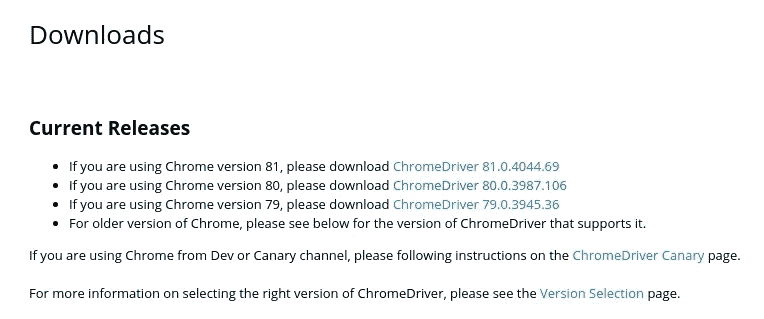 Downloads
Current Releases
• If you are using Chrome version 81, please download ChromeDriver 81.0.4044.69
• If you are using Chrome version 80, please download ChromeDriver 80.0.3987.106
• If you are using Chrome version 79, please download ChromeDriver 79.0.3945.36
• For older version of Chrome, please see below for the version of ChromeDriver that supports it.
If you are using Chrome from Dev or Canary channel, please following instructions on the ChromeDriver Canary page.
For more information on selecting the right version of ChromeDriver, please see the Version Selection page.